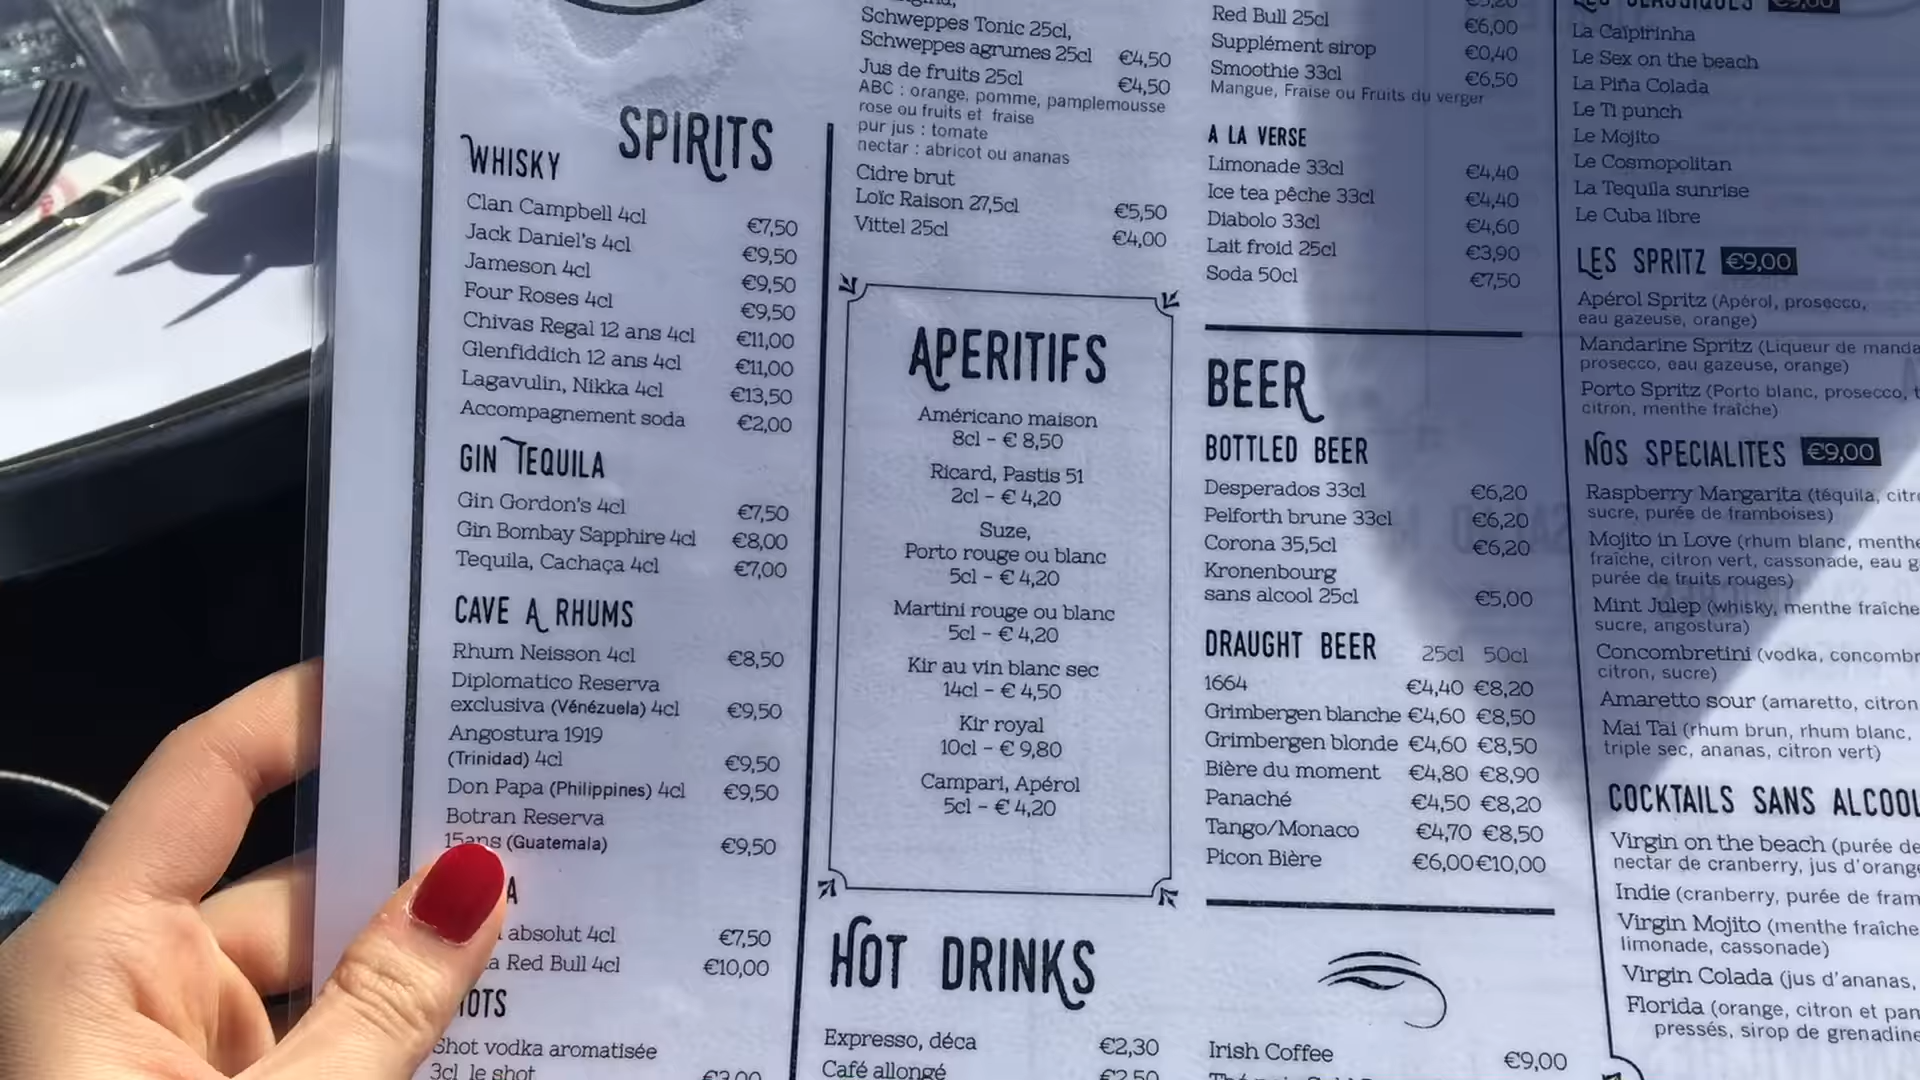 SPIRITS
WHISKY
Clan Campbell 4cl €7,50
Jack Daniel's 4cl €9,50
Jameson 4cl €9,50
Four Roses 4cl €9,50
Chivas Regal 12 ans 4cl €11,00
Glenfiddich 12 ans 4cl €11,00
Lagavulin, Nikka 4cl €13,50
Accompagnement soda €2,00
GIN TEQUILA
Gin Gordon's 4cl €7,50
Gin Bombay Sapphire 4cl €8,00
Tequila, Cachaça 4cl €7,00
CAVE A RHUMS
Rhum Neisson 4cl €8,50
Diplomatico Reserva
exclusiva (Vénézuela) 4cl €9,50
Angostura 1919
(Trinidad) 4cl €9,50
Don Papa (Philippines) 4cl €9,50
Botran Reserva
15ans (Guatemala) €9,50
absolut 4cl €7,50
Red Bull 4cl €10,00
Shot vodka aromatisée
3cl le shot
Schweppes Tonic 25cl,
Schweppes agrumes 25cl €4,50
Jus de fruits 25cl €4,50
ABC : orange, pomme, pamplemousse
rose ou fruits et fraise
pur jus : tomate
nectar : abricot ou ananas
Cidre brut
Loïc Raison 27,5cl €5,50
Vittel 25cl €4,00
APERITIFS
Américano maison
8cl - € 8,50
Ricard, Pastis 51
2cl - € 4,20
Suze,
Porto rouge ou blanc
5cl - € 4,20
Martini rouge ou blanc
5cl - € 4,20
Kir au vin blanc sec
14cl - € 4,50
Kir royal
10cl - € 9,80
Campari, Apérol
5cl - € 4,20
HOT DRINKS
Expresso, déca €2,30
Café allongé
Irish Coffee €9,00
Red Bull 25cl €6,00
Supplément sirop €0,40
Smoothie 33cl €6,50
Mangue, Fraise ou Fruits du verger
A LA VERSE
Limonade 33cl €4,40
Ice tea pêche 33cl €4,40
Diabolo 33cl €4,60
Lait froid 25cl €3,90
Soda 50cl €7,50
BEER
BOTTLED BEER
Desperados 33cl €6,20
Pelforth brune 33cl €6,20
Corona 35,5cl €6,20
Kronenbourg
sans alcool 25cl €5,00
DRAUGHT BEER 25cl 50cl
1664 €4,40 €8,20
Grimbergen blanche €4,60 €8,50
Grimbergen blonde €4,60 €8,50
Bière du moment €4,80 €8,90
Panaché €4,50 €8,20
Tango/Monaco €4,70 €8,50
Picon Bière €6,00 €10,00
La Caïpirinha
Le Sex on the beach
La Piña Colada
Le Ti punch
Le Mojito
Le Cosmopolitan
La Tequila sunrise
Le Cuba libre
LES SPRITZ €9,00
Apérol Spritz (Apérol, prosecco,
eau gazeuse, orange)
Mandarine Spritz (Liqueur de
prosecco, eau gazeuse, orange)
Porto Spritz (Porto blanc, prosecco,
citron, menthe fraîche)
NOS SPECIALITES €9,00
Raspberry Margarita (téquila,
sucre, purée de framboises)
Mojito in Love (rhum blanc, menthe
fraîche, citron vert, cassonade, eau
purée de fruits rouges)
Mint Julep (whisky, menthe fraîche
sucre, angostura)
Concombretini (vodka,
citron, sucre)
Amaretto sour (amaretto, citron
Mai Tai (rhum brun, rhum blanc,
triple sec, ananas, citron vert)
COCKTAILS SANS ALCOOL
Virgin on the beach (purée de
nectar de cranberry, jus d'orange
Indie (cranberry, purée de
Virgin Mojito (menthe fraîche
limonade, cassonade)
Virgin Colada (jus d'ananas,
Florida (orange, citron et
pressés, sirop de grenadine